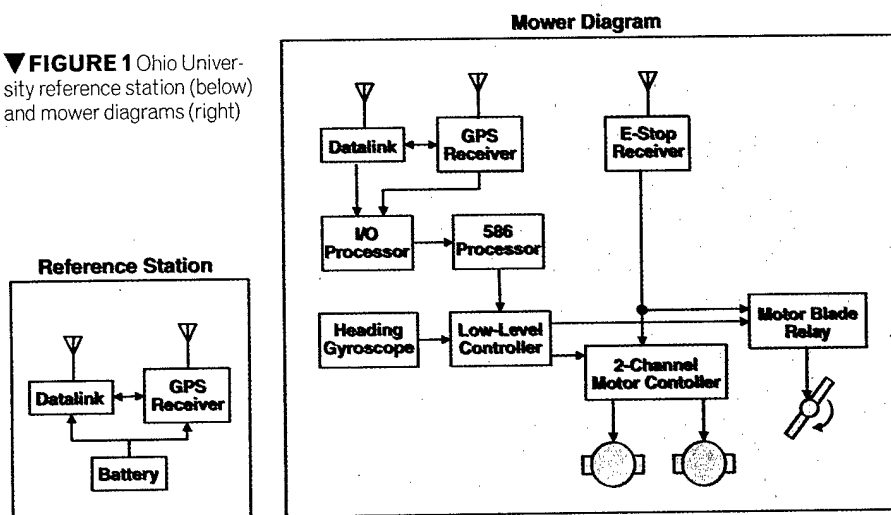 ▼FIGURE 1 Ohio Univer-
sity reference station (below)
and mower diagrams (right)
Mower Diagram
Datalink
GPS
Receiver
E-Stop
Receiver
I/O
Processor
586
Processor
Heading
Gyroscope
Low-Level
Controller
Motor Blade
Relay
2-Channel
Motor Contoller
Reference Station
Datalink
GPS
Receiver
Battery